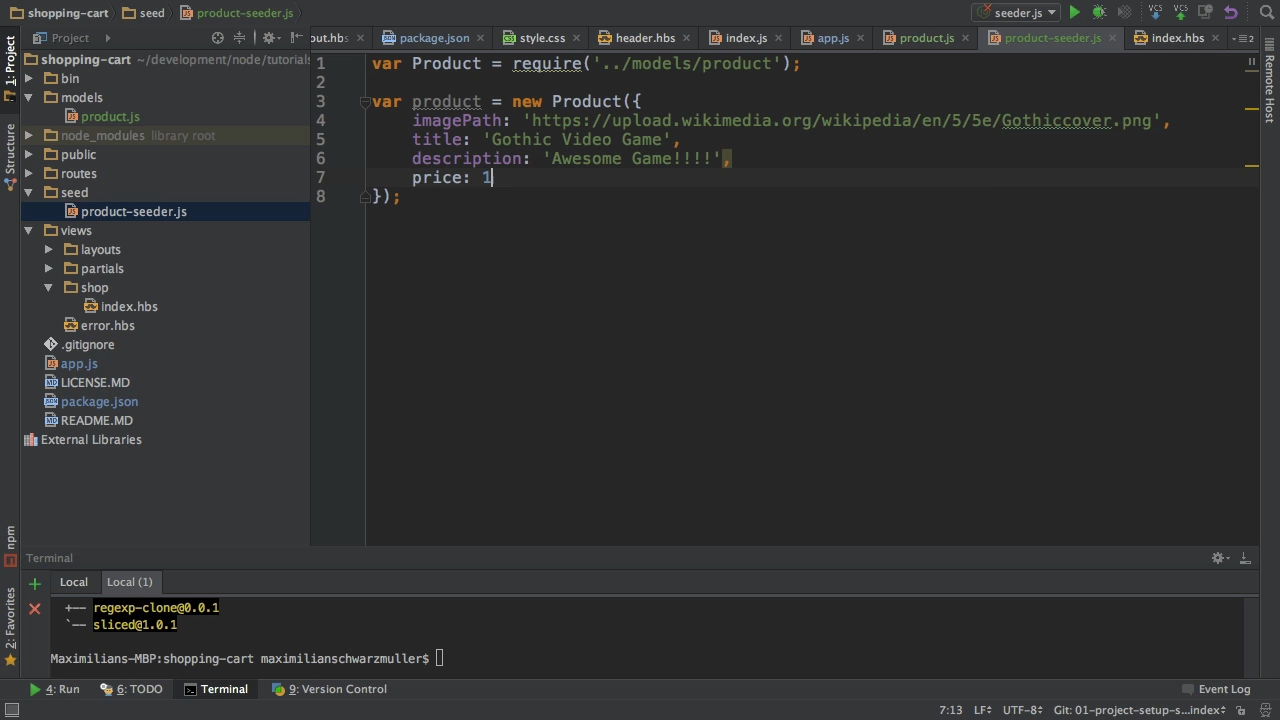 shopping-cart seed product-seeder.js seeder.js VCS VCS
1: Project
Structure
npm
2: Favorites
Project
out.hbs package.json style.css header.hbs index.js app.js product.js product-seeder.js index.hbs 2
shopping-cart ~/development/node/tutorials
bin
models
product.js
node_modules library root
public
routes
seed
product-seeder.js
views
layouts
partials
shop
index.hbs
error.hbs
.gitignore
app.js
LICENSE.MD
package.json
README.MD
External Libraries
1 var Product = require('../models/product');
2
3 var product = new Product({
4 imagePath: 'https://upload.wikimedia.org/wikipedia/en/5/5e/Gothiccover.png',
5 title: 'Gothic Video Game',
6 description: 'Awesome Game!!!!',
7 price: 1
8 });
Remote Host
Terminal
Local Local (1)
+-- regexp-clone@0.0.1
`-- sliced@1.0.1
Maximilians-MBP:shopping-cart maximilianschwarzmuller$
4: Run 6: TODO Terminal 9: Version Control Event Log
7:13 LF UTF-8 Git: 01-project-setup-s...index